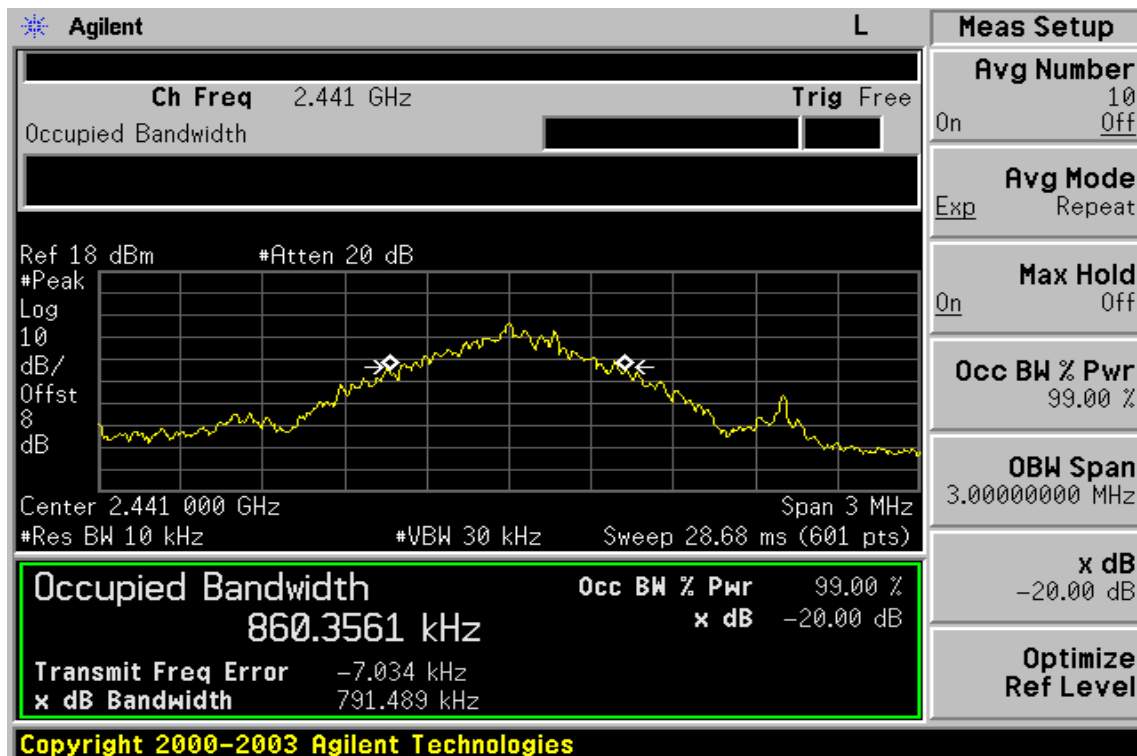 Agilent L
Ch Freq 2.441 GHz Trig Free
Occupied Bandwidth
Ref 18 dBm #Atten 20 dB
#Peak
Log
10
dB/
Offst
8
dB
Center 2.441 000 GHz Span 3 MHz
#Res BW 10 kHz #VBW 30 kHz Sweep 28.68 ms (601 pts)
Occupied Bandwidth
860.3561 kHz
Occ BW % Pwr 99.00 %
x dB -20.00 dB
Transmit Freq Error -7.034 kHz
x dB Bandwidth 791.489 kHz
Copyright 2000-2003 Agilent Technologies
Meas Setup
Avg Number
10
On Off
Avg Mode
Exp Repeat
Max Hold
On Off
Occ BW % Pwr
99.00 %
OBW Span
3.00000000 MHz
x dB
-20.00 dB
Optimize
Ref Level